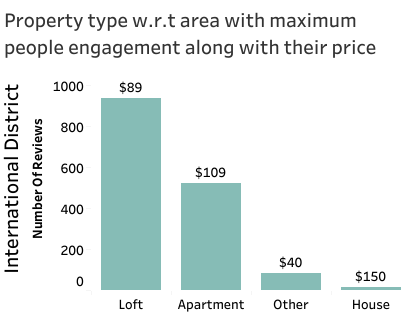 Property type w.r.t area with maximum
people engagement along with their price
International District
Number Of Reviews
1000
800
600
400
200
0
$89
$109
$40
$150
Loft
Apartment
Other
House